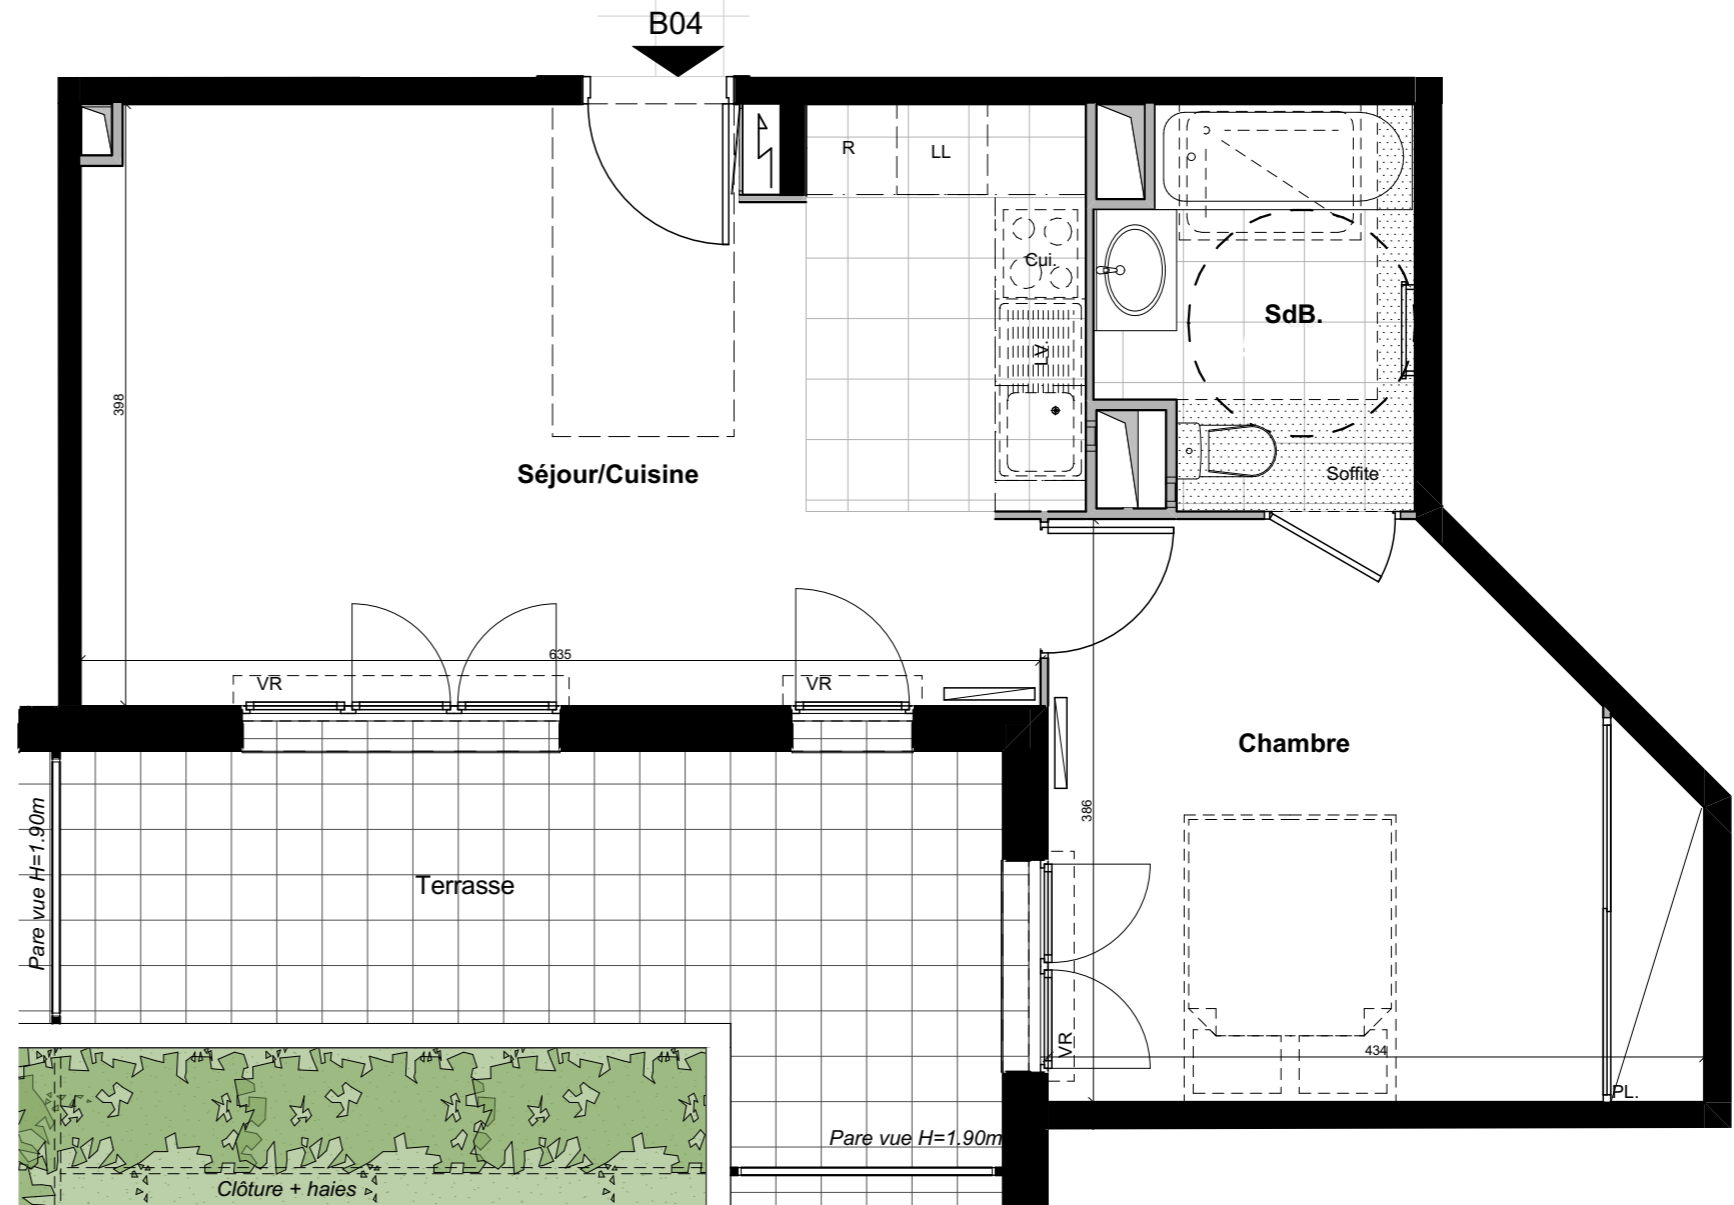 B04
R
LL
Cui.
SdB.
LV.
398
Séjour/Cuisine
Soffite
635
VR
VR
Chambre
Pare vue H=1.90m
386
Terrasse
VR
434
PL.
Pare vue H=1.90m
Clôture + haies